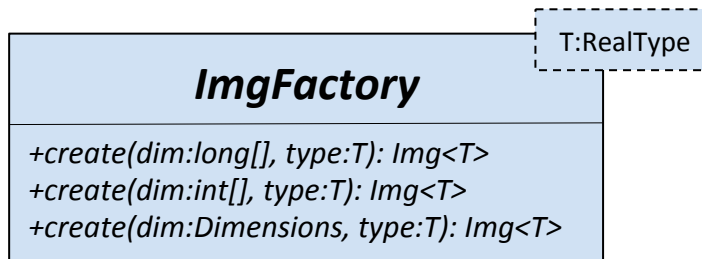 T:RealType
ImgFactory
+create(dim:long[], type:T): Img<T>
+create(dim:int[], type:T): Img<T>
+create(dim:Dimensions, type:T): Img<T>